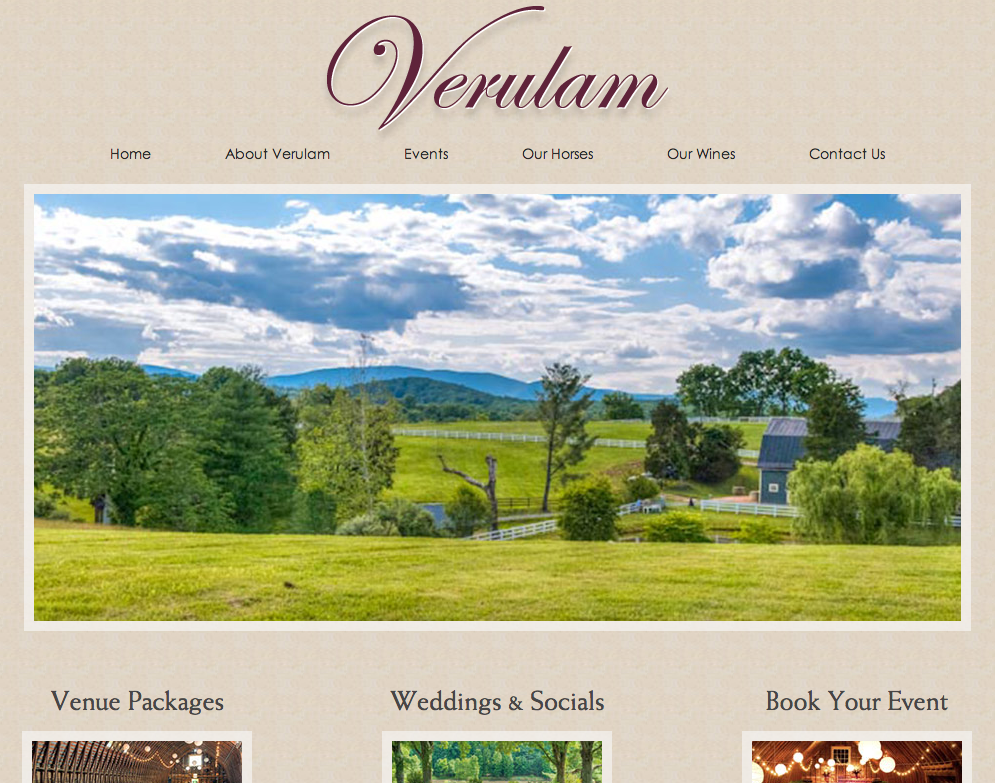 Verulam
Home About Verulam Events Our Horses Our Wines Contact Us
Venue Packages Weddings & Socials Book Your Event